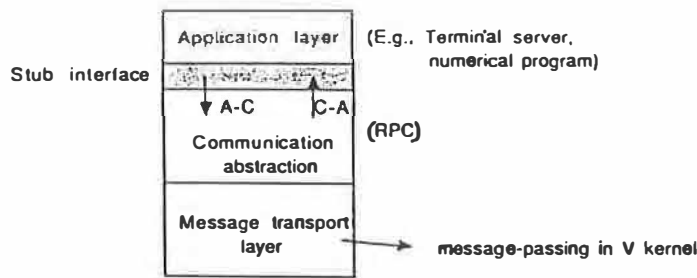 Application layer
(E.g., Terminal server,
numerical program)
Stub interface
A-C
C-A
(RPC)
Communication
abstraction
Message transport
layer
message-passing in V kernel